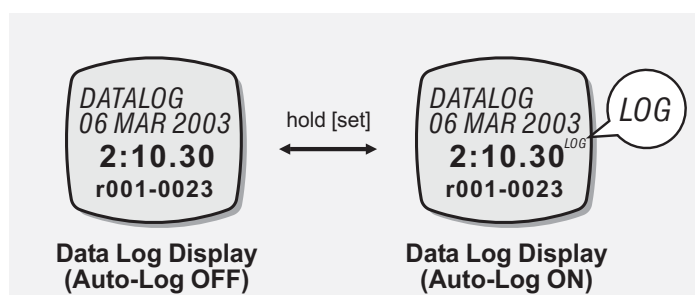 DATALOG
06 MAR 2003
2:10.30
r001-0023
hold [set]
DATALOG
06 MAR 2003
2:10.30 LOG
r001-0023
LOG
Data Log Display
(Auto-Log OFF)
Data Log Display
(Auto-Log ON)